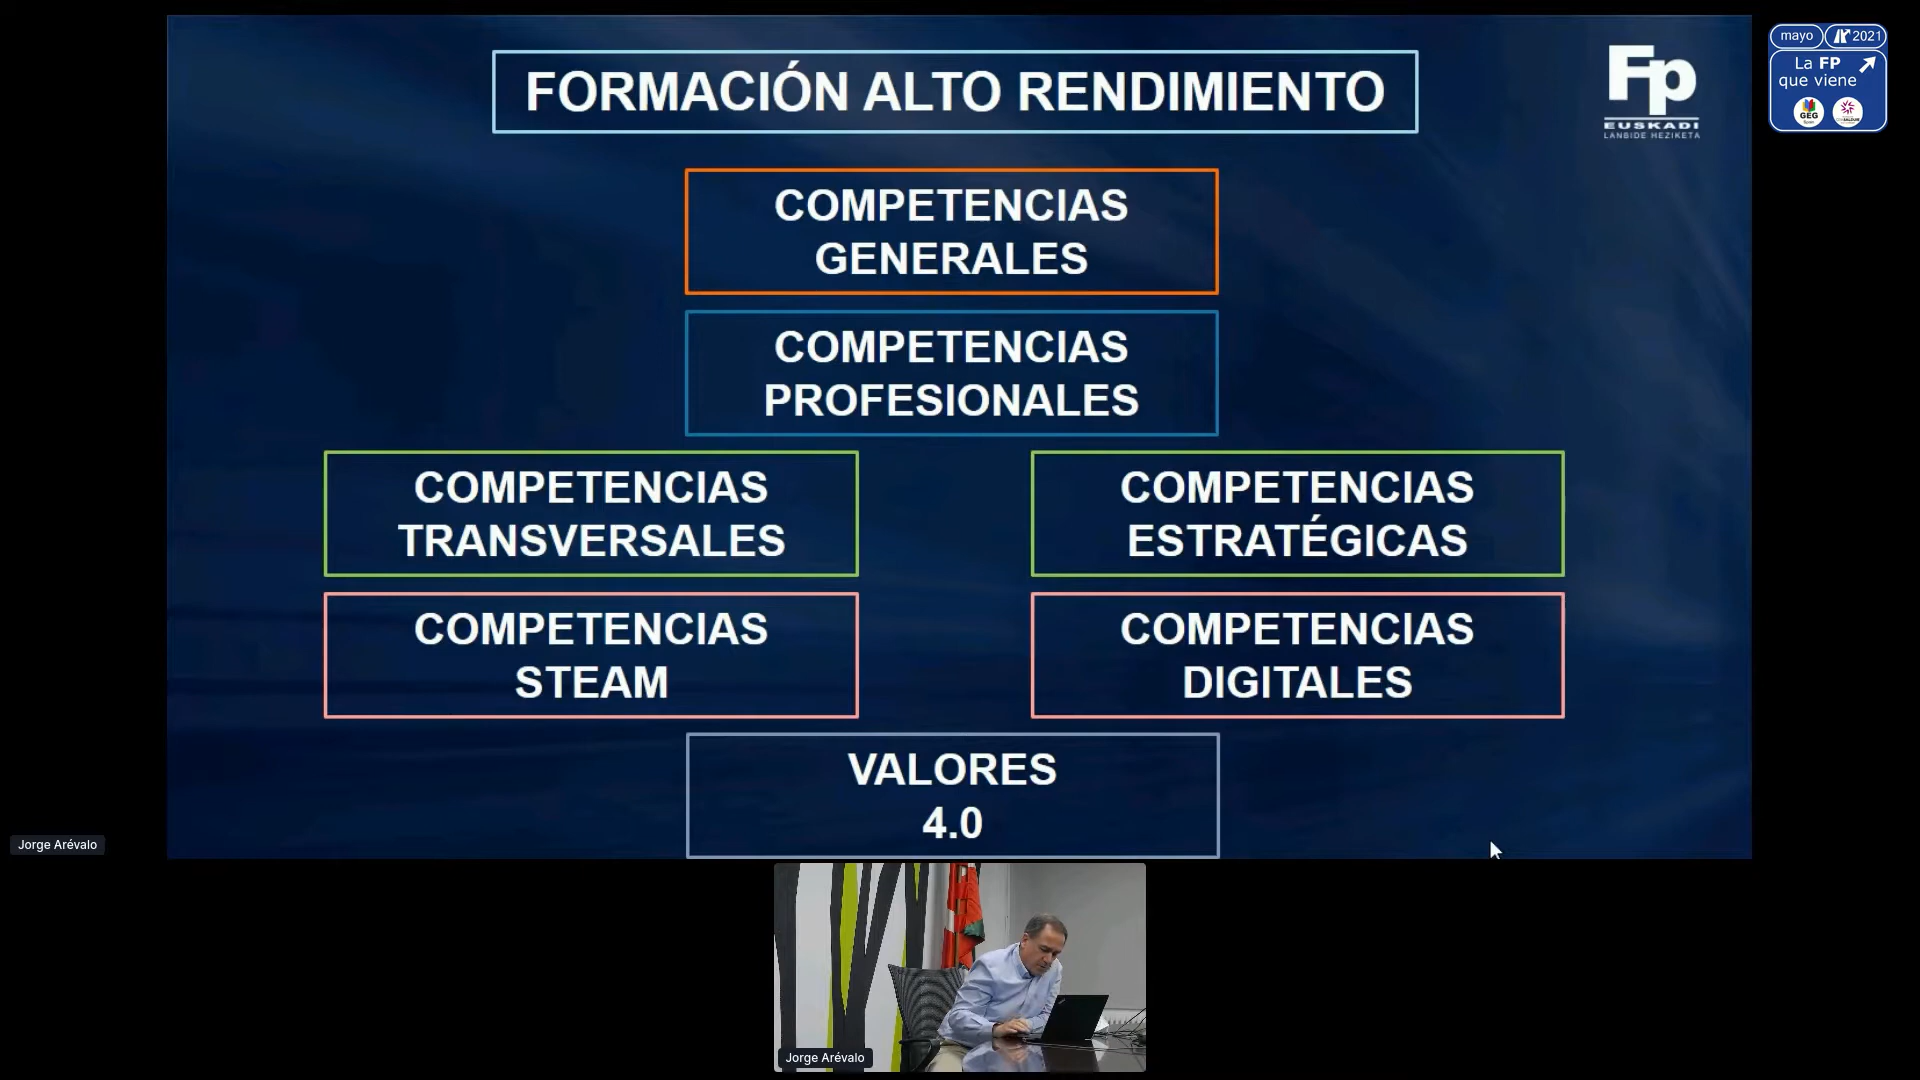 FORMACIÓN ALTO RENDIMIENTO
Fp
EUSKADI
LANBIDE HEZIKETA
mayo
2021
La FP
que viene
GEG
COMPETENCIAS
GENERALES
COMPETENCIAS
PROFESIONALES
COMPETENCIAS
TRANSVERSALES
COMPETENCIAS
ESTRATÉGICAS
COMPETENCIAS
STEAM
COMPETENCIAS
DIGITALES
VALORES
4.0
Jorge Arévalo
Jorge Arévalo